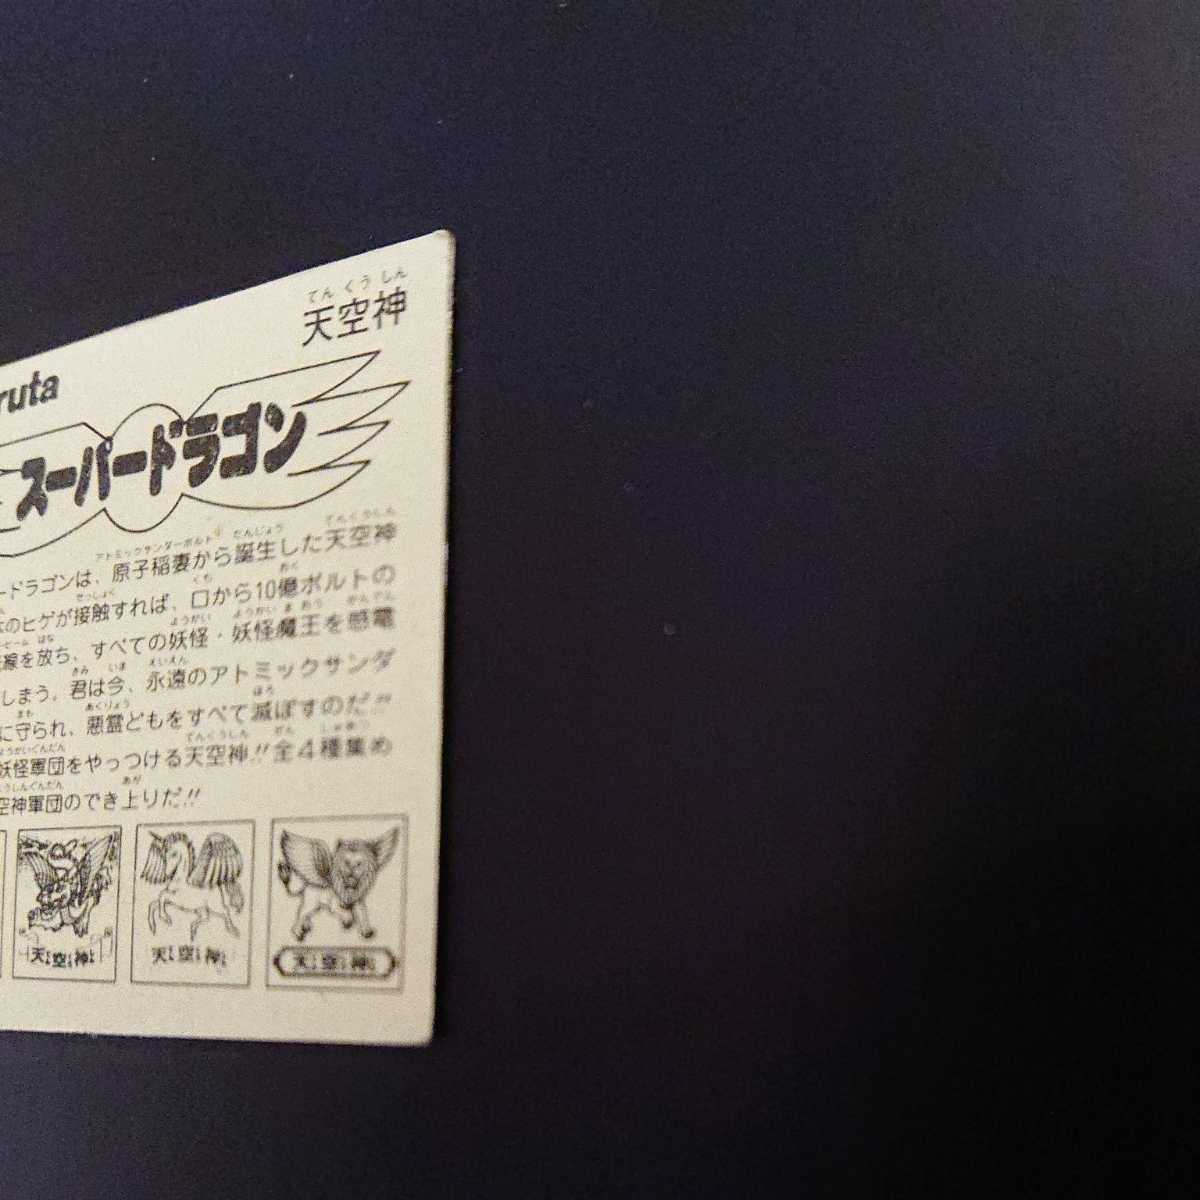 天空神
てんくうしん
ruta
スーパードラゴン
アトミックサンダーボルト たんじょう てんくうしん
ードラゴンは、原子稲妻から誕生した天空神
せっしょく くち おく
のヒゲが接触すれば、口から10億ボルトの
ビーム はな ようかい ようかいまおう かんでん
線を放ち、すべての妖怪・妖怪魔王を感電
きみ いま えいえん
しまう。君は今、永遠のアトミックサンダ
まも あくりょう ほろ
に守られ、悪霊どもをすべて滅ぼすのだ!!
ようかいぐんだん てんくうしん ぜん しゅあつ
妖怪軍団をやっつける天空神!!全4種集め
うしんぐんだん あが
空神軍団のでき上りだ!!
天空神
天空神
天空神